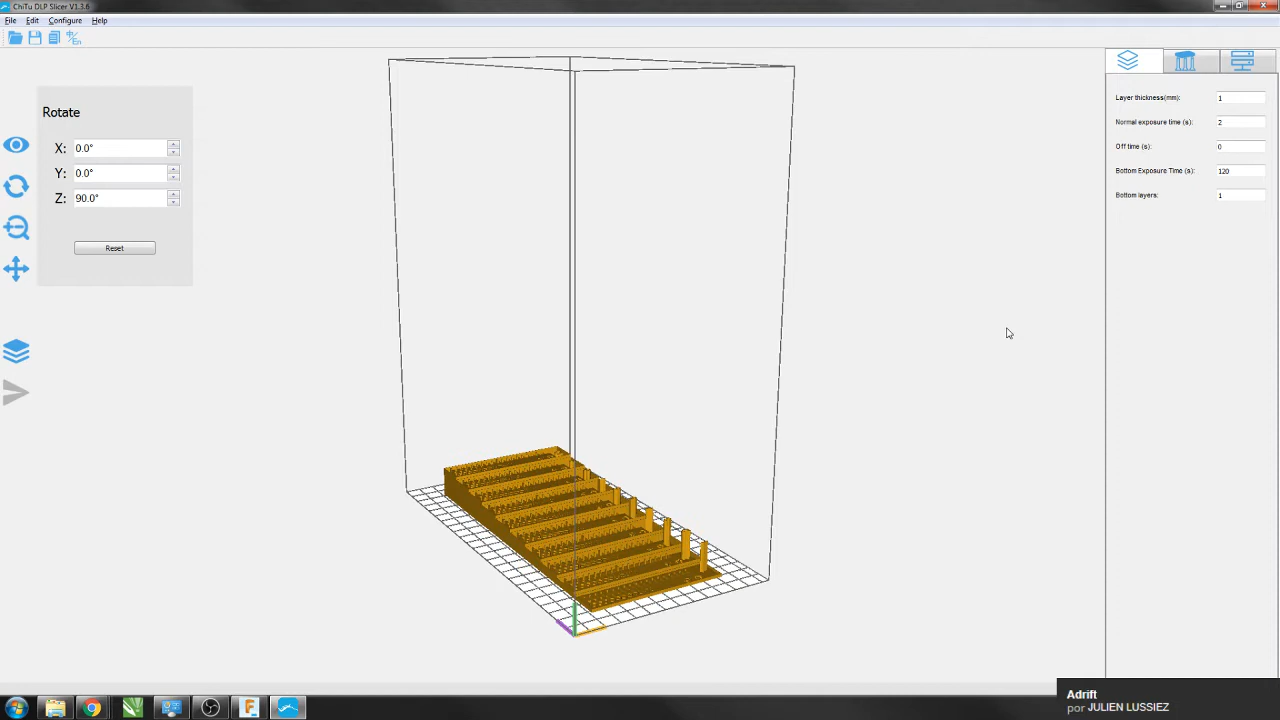 ChiTu DLP Slicer V1.3.6
File Edit Configure Help
En
Rotate
X: 0.0°
Y: 0.0°
Z: 90.0°
Reset
Layer thickness(mm): 1
Normal exposure time (s): 2
Off time (s): 0
Bottom Exposure Time (s): 120
Bottom layers: 1
Adrift
por JULIEN LUSSIEZ